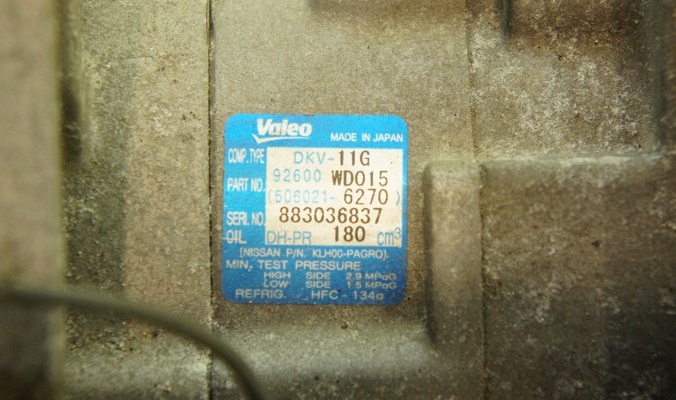 Valeo MADE IN JAPAN
COMP. TYPE DKV-11G
PART NO. 92600 WD015
(506021-6270)
SERI. NO. 883036837
OIL DH-PR 180 cm³
[NISSAN P/N. KLH00-PAGR0]
MIN, TEST PRESSURE
HIGH SIDE 2.9 MPaG
LOW SIDE 1.5 MPaG
REFRIG. HFC-134a